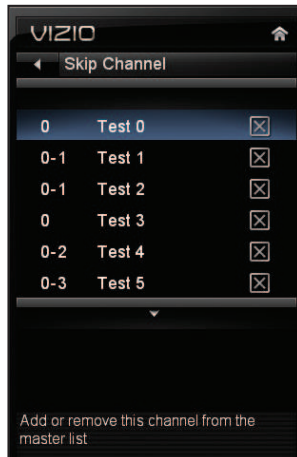 VIZIO
Skip Channel
0 Test 0
0-1 Test 1
0-1 Test 2
0 Test 3
0-2 Test 4
0-3 Test 5
Add or remove this channel from the
master list